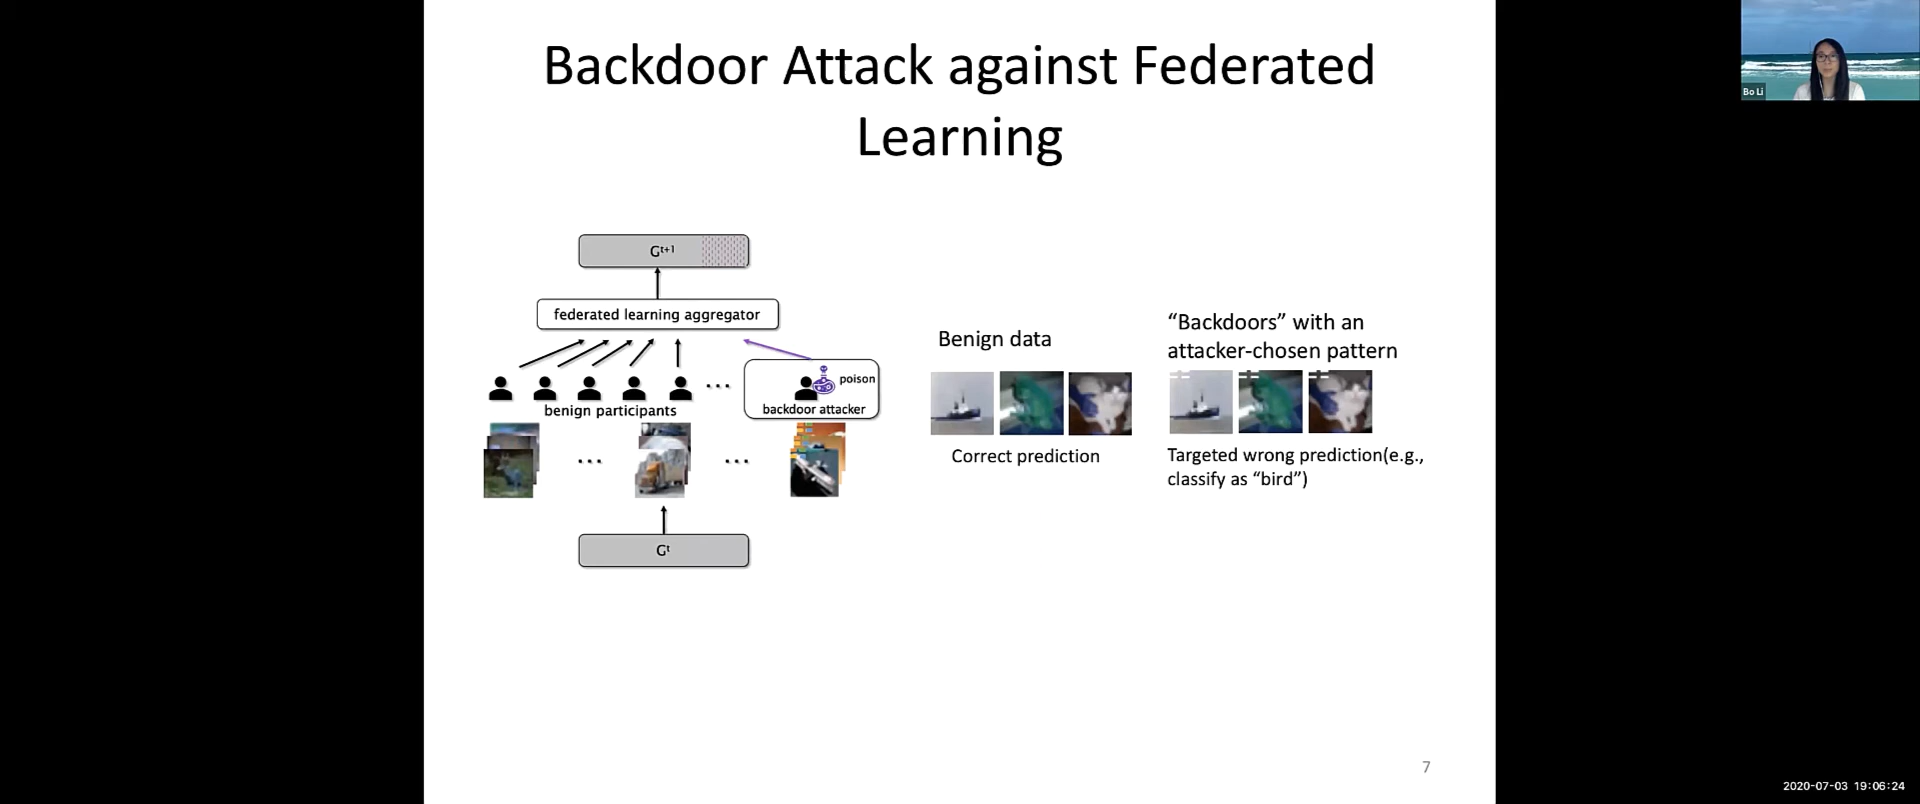 Backdoor Attack against Federated
Learning
Bo Li
Gt+1
federated learning aggregator
poison
backdoor attacker
benign participants
Gt
Benign data
Correct prediction
“Backdoors” with an
attacker-chosen pattern
Targeted wrong prediction(e.g.,
classify as “bird”)
7
2020-07-03 19:06:24